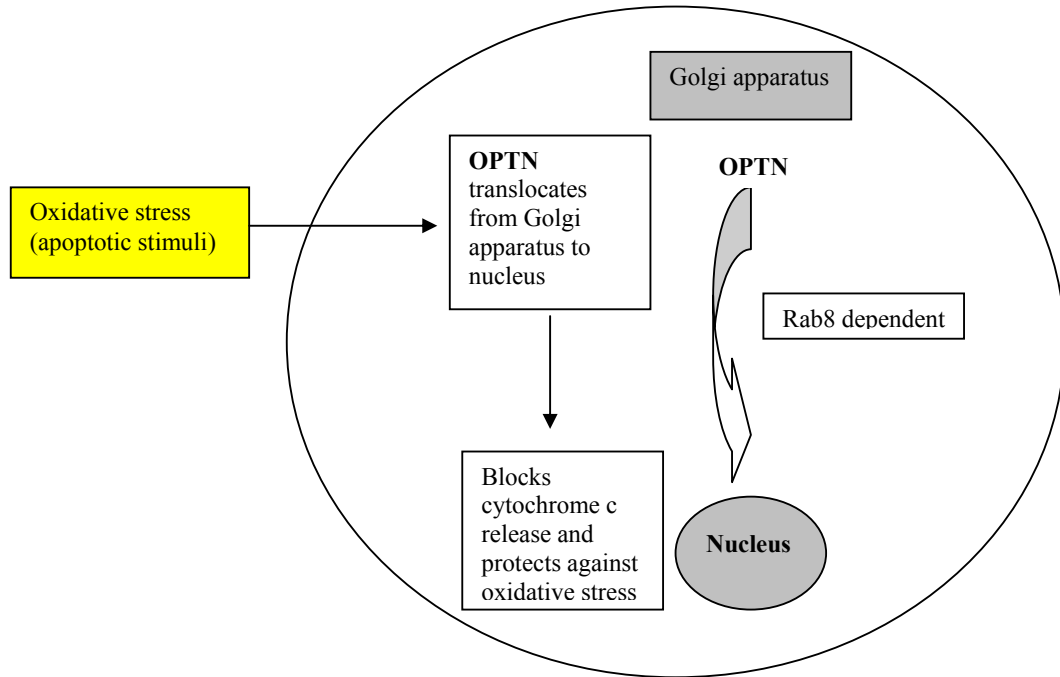 Golgi apparatus
OPTN
translocates
from Golgi
apparatus to
nucleus
OPTN
Oxidative stress
(apoptotic stimuli)
Rab8 dependent
Blocks
cytochrome c
release and
protects against
oxidative stress
Nucleus